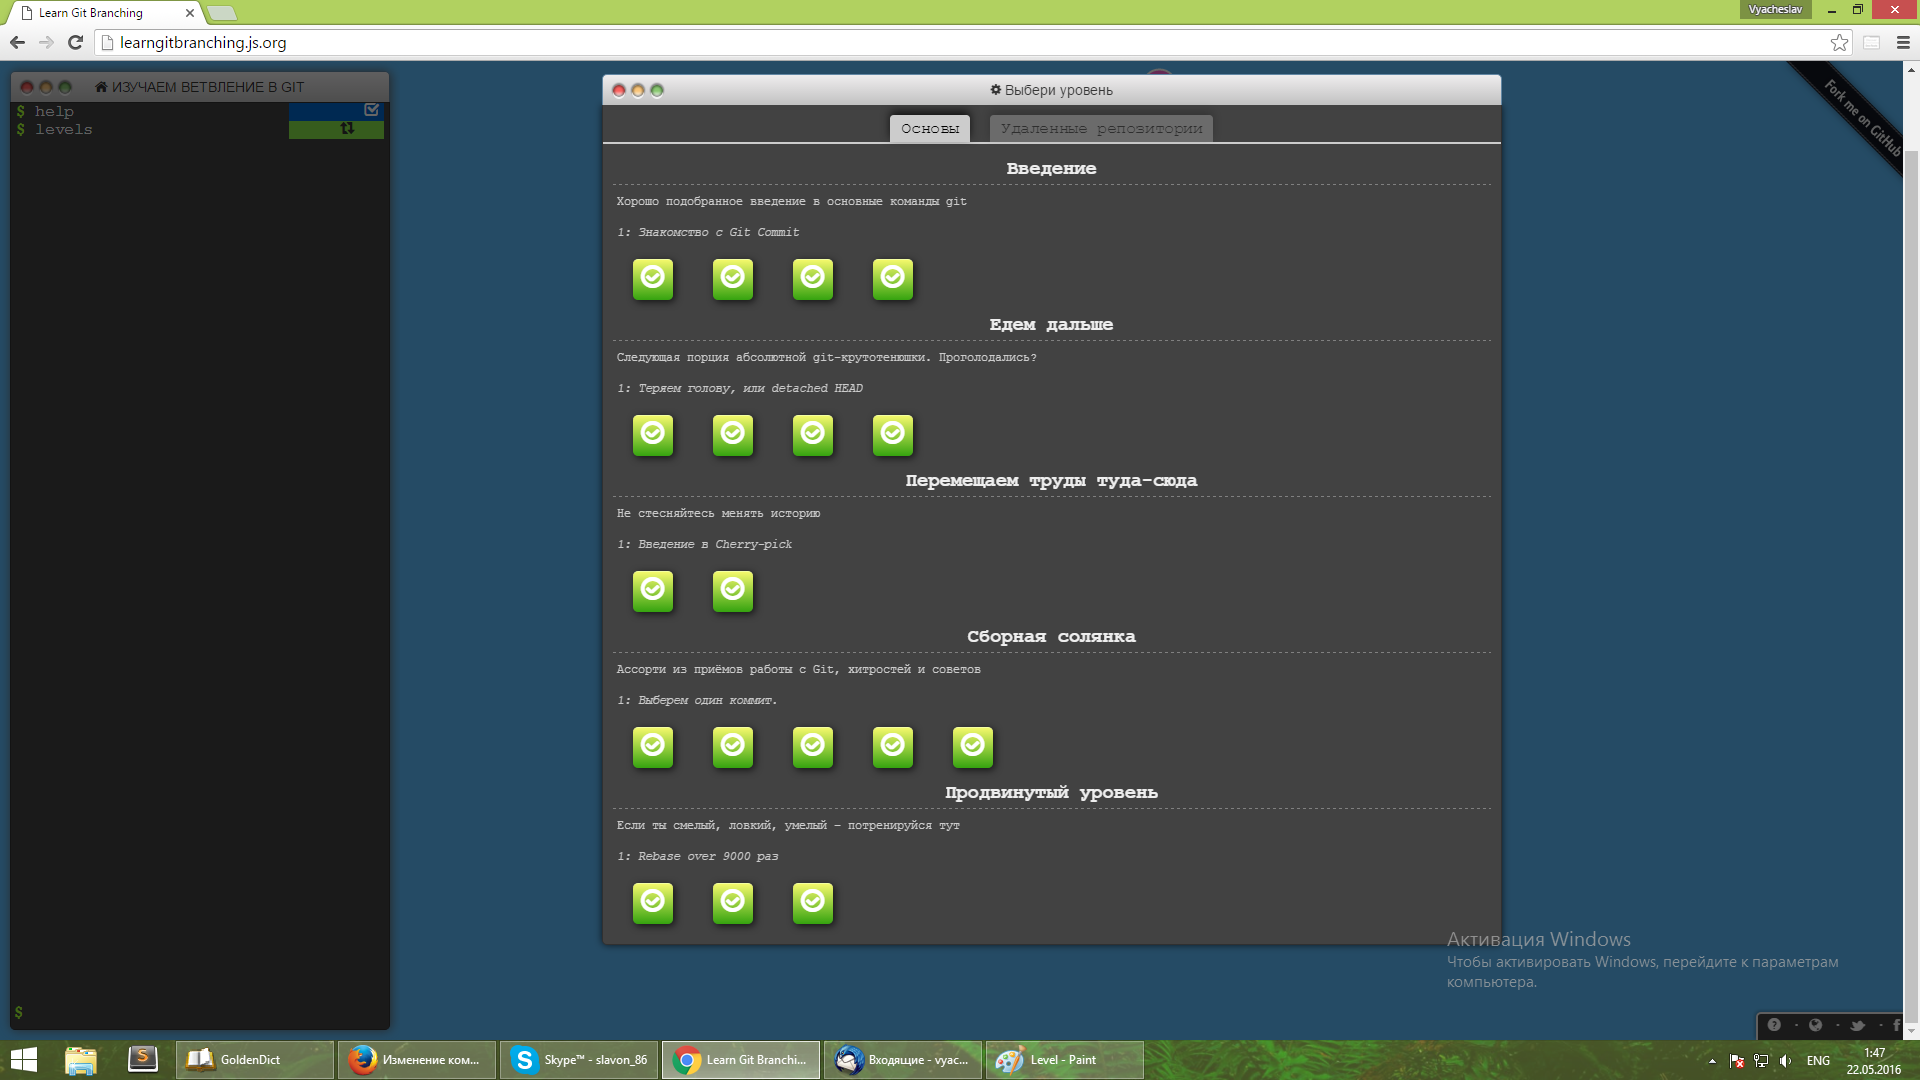 Learn Git Branching
Vyacheslav
learngitbranching.js.org
ИЗУЧАЕМ ВЕТВЛЕНИЕ В GIT
$ help
$ levels
$
Выбери уровень
Основы
Удаленные репозитории
Введение
Хорошо подобранное введение в основные команды git
1: Знакомство с Git Commit
Едем дальше
Следующая порция абсолютной git-крутотенюшки. Проголодались?
1: Теряем голову, или detached HEAD
Перемещаем труды туда-сюда
Не стесняйтесь менять историю
1: Введение в Cherry-pick
Сборная солянка
Ассорти из приёмов работы с Git, хитростей и советов
1: Выберем один коммит.
Продвинутый уровень
Если ты смелый, ловкий, умелый - потренируйся тут
1: Rebase over 9000 раз
Fork me on GitHub
Активация Windows
Чтобы активировать Windows, перейдите к параметрам
компьютера.
GoldenDict
Изменение ком...
Skype™ - slavon_86
Learn Git Branchi...
Входящие - vyac...
Level - Paint
ENG
1:47
22.05.2016